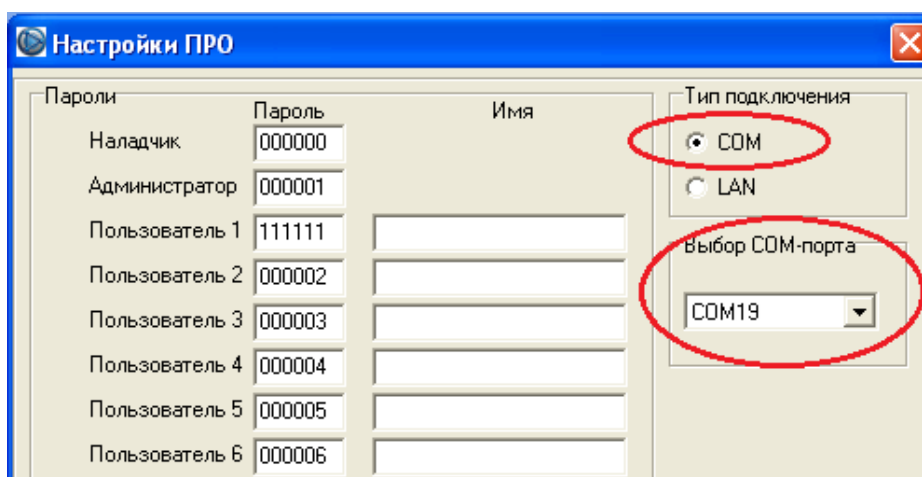 Настройки ПРО
Пароли
Пароль Имя
Наладчик 000000
Администратор 000001
Пользователь 1 111111
Пользователь 2 000002
Пользователь 3 000003
Пользователь 4 000004
Пользователь 5 000005
Пользователь 6 000006
Тип подключения
COM
LAN
Выбор COM-порта
COM19